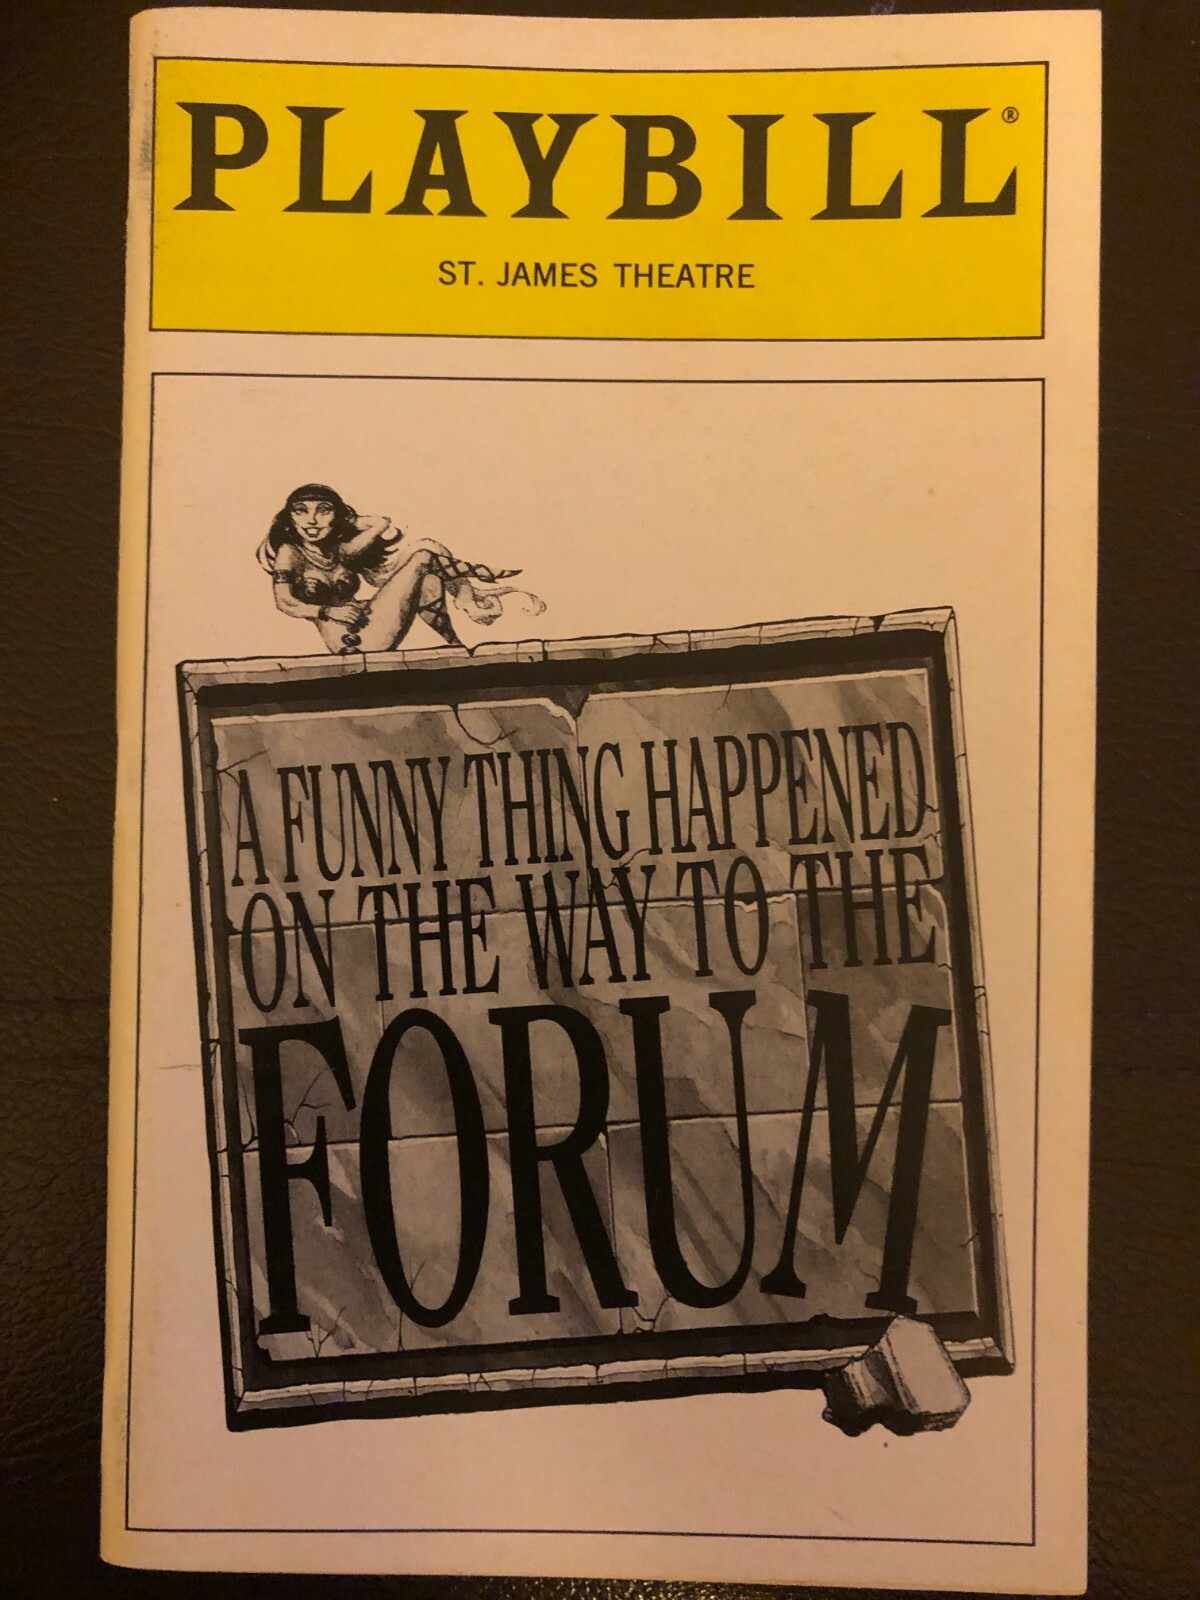 PLAYBILL®
ST. JAMES THEATRE
A FUNNY THING HAPPENED
ON THE WAY TO THE
FORUM